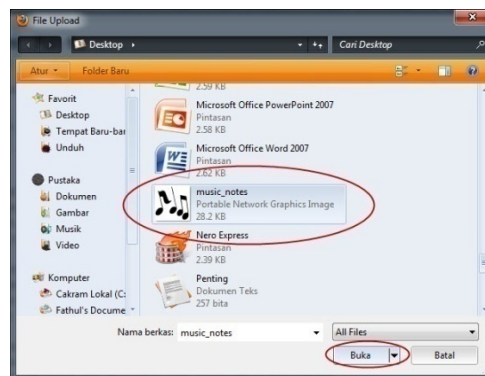 File Upload
Desktop
Cari Desktop
Atur
Folder Baru
Favorit
Desktop
Tempat Baru-bar
Unduh
Pustaka
Dokumen
Gambar
Musik
Video
Komputer
Cakram Lokal (C:
Fathul's Docume
2.59 KB
Microsoft Office PowerPoint 2007
Pintasan
2.58 KB
Microsoft Office Word 2007
Pintasan
2.62 KB
music_notes
Portable Network Graphics Image
28.2 KB
Nero Express
Pintasan
2.39 KB
Penting
Dokumen Teks
257 bita
Nama berkas: music_notes
All Files
Buka
Batal